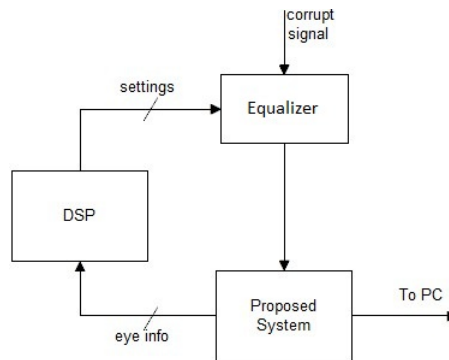 corrupt
signal
settings
Equalizer
DSP
Proposed
System
To PC
eye info